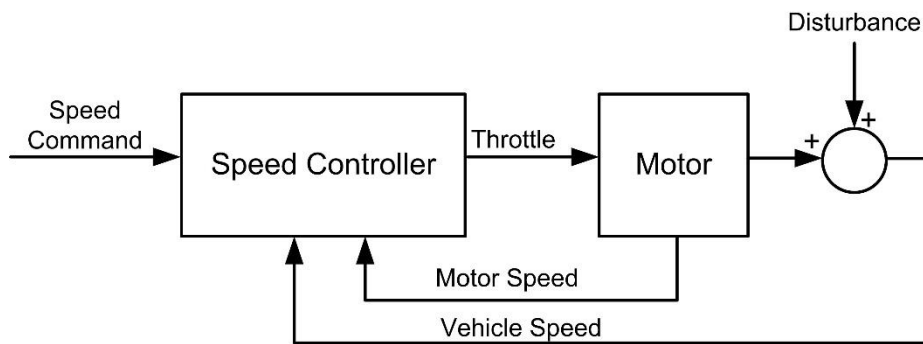 Disturbance
Speed
Command
Speed Controller
Throttle
Motor
+
+
Motor Speed
Vehicle Speed